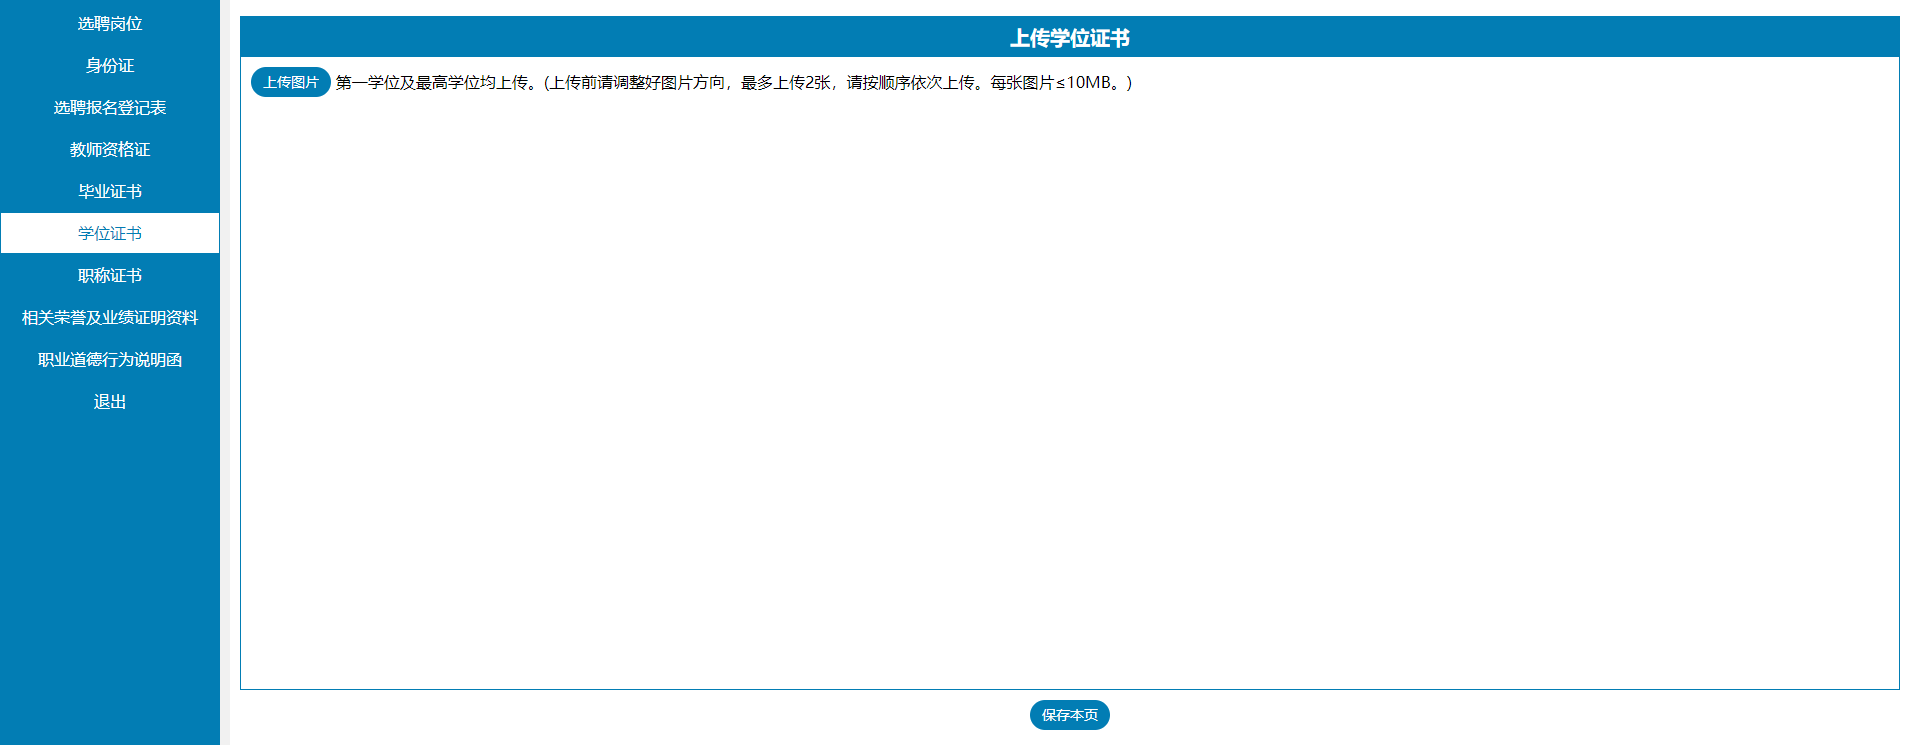 选聘岗位
身份证
选聘报名登记表
教师资格证
毕业证书
学位证书
职称证书
相关荣誉及业绩证明资料
职业道德行为说明函
退出
上传学位证书
上传图片 第一学位及最高学位均上传。(上传前请调整好图片方向，最多上传2张，请按顺序依次上传。每张图片≤10MB。)
保存本页